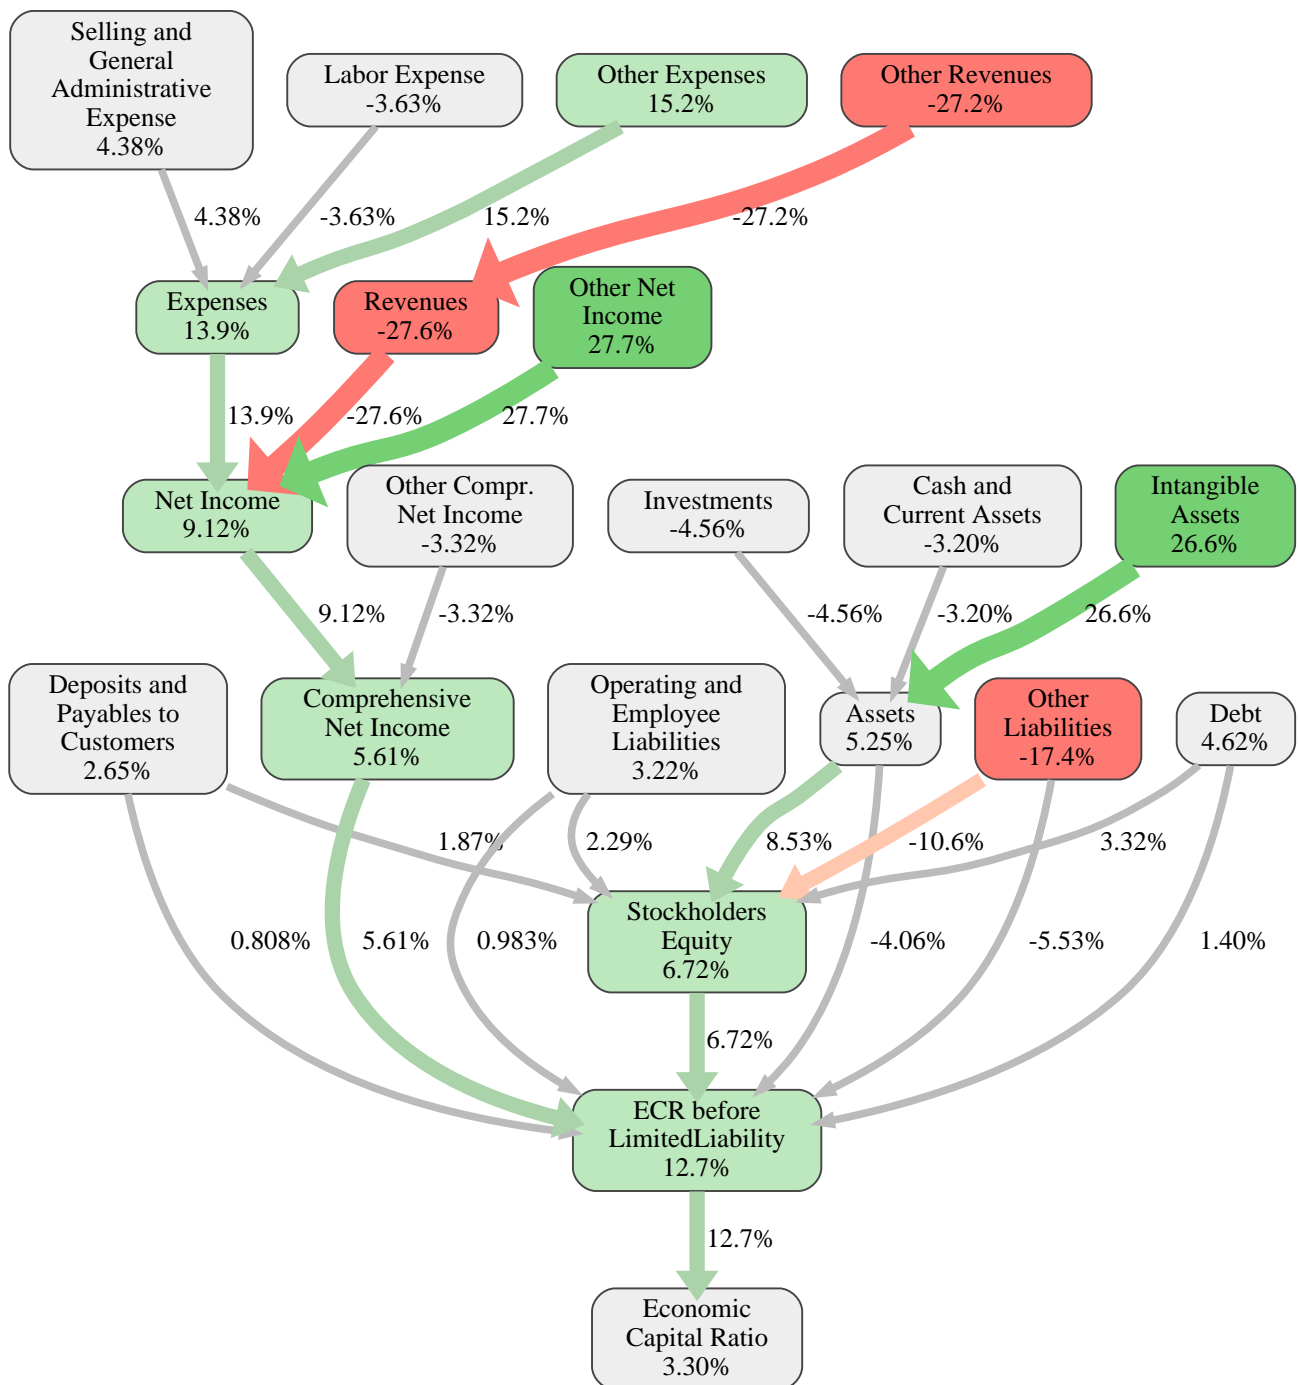 Selling and
General
Administrative
Expense
4.38%
Labor Expense
-3.63%
Other Expenses
15.2%
Other Revenues
-27.2%
4.38%
-3.63%
15.2%
-27.2%
Expenses
13.9%
Revenues
-27.6%
Other Net
Income
27.7%
13.9%
-27.6%
27.7%
Net Income
9.12%
Other Compr.
Net Income
-3.32%
Investments
-4.56%
Cash and
Current Assets
-3.20%
Intangible
Assets
26.6%
9.12%
-3.32%
-4.56%
-3.20%
26.6%
Deposits and
Payables to
Customers
2.65%
Comprehensive
Net Income
5.61%
Operating and
Employee
Liabilities
3.22%
Assets
5.25%
Other
Liabilities
-17.4%
Debt
4.62%
1.87%
2.29%
8.53%
-10.6%
3.32%
Stockholders
Equity
6.72%
0.808%
5.61%
0.983%
-4.06%
-5.53%
1.40%
6.72%
ECR before
LimitedLiability
12.7%
12.7%
Economic
Capital Ratio
3.30%